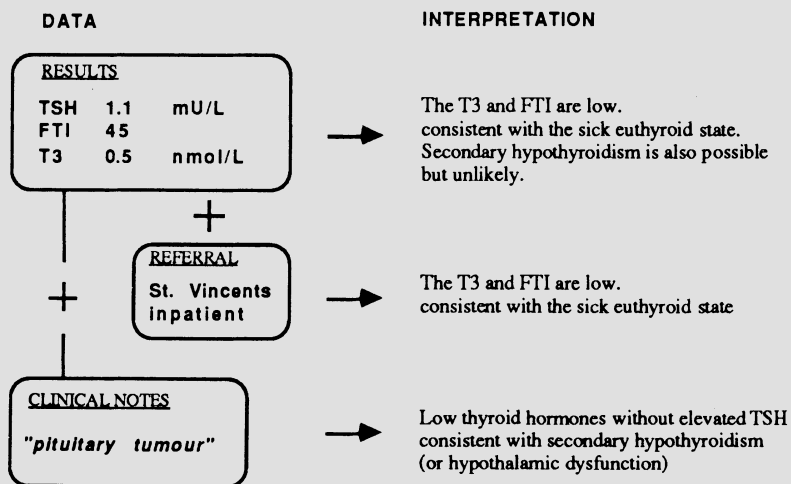 DATA
INTERPRETATION
RESULTS
TSH 1.1 mU/L
FTI 45
T3 0.5 nmol/L
The T3 and FTI are low.
consistent with the sick euthyroid state.
Secondary hypothyroidism is also possible
but unlikely.
+
REFERRAL
St. Vincents
inpatient
+
The T3 and FTI are low.
consistent with the sick euthyroid state
CLINICAL NOTES
"pituitary tumour"
Low thyroid hormones without elevated TSH
consistent with secondary hypothyroidism
(or hypothalamic dysfunction)